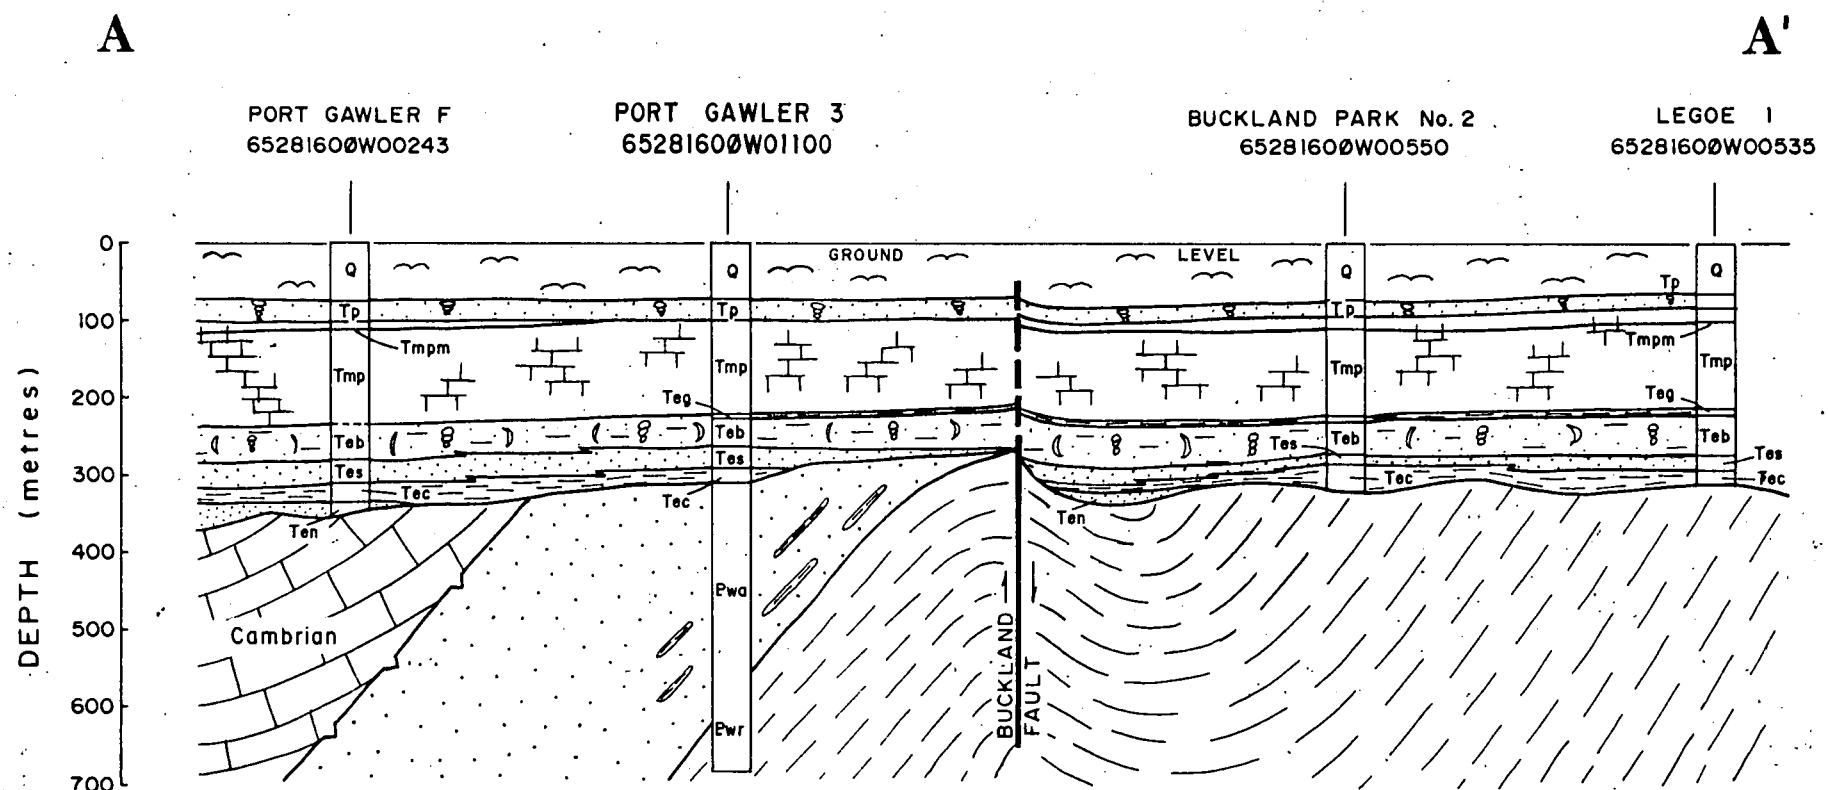 A
A'
PORT GAWLER F
65281600W00243
PORT GAWLER 3
65281600W01100
BUCKLAND PARK No. 2
65281600W00550
LEGOE 1
65281600W00535
DEPTH (metres)
0
100
200
300
400
500
600
700
GROUND LEVEL
Q
Q
Q
Q
Tp
Tp
Tp
Tp
Tmpm
Tmpm
Tmp
Tmp
Tmp
Tmp
Teg
Teg
Teb
Teb
Teb
Teb
Tes
Tes
Tes
Tes
Tec
Tec
Tec
Tec
Ten
Ten
Cambrian
Pwa
Pwr
BUCKLAND
FAULT